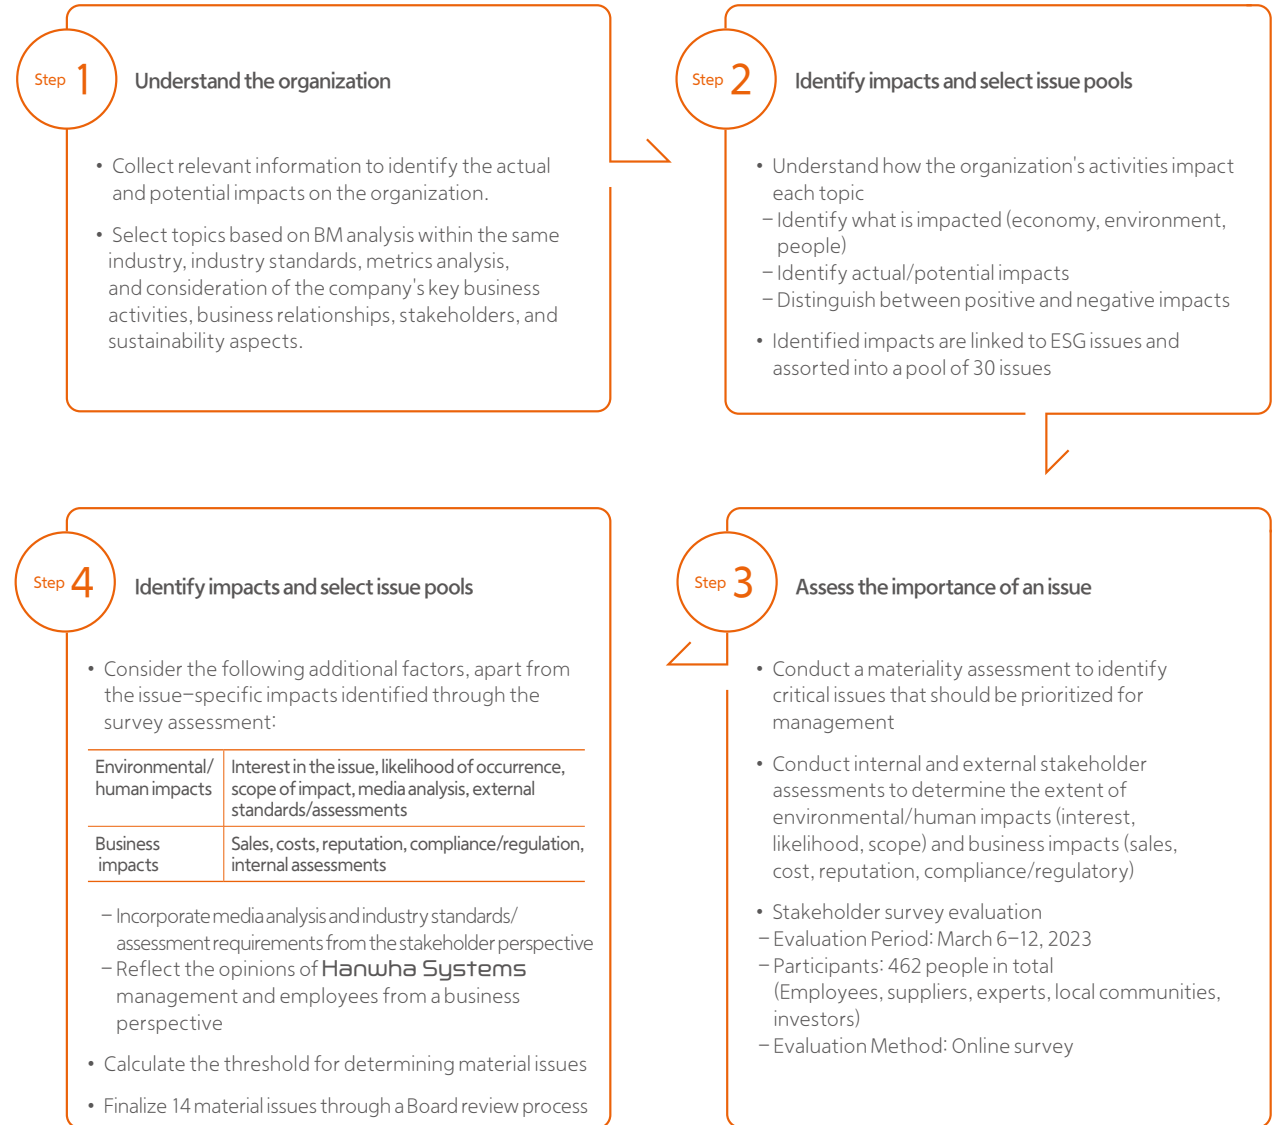 Step 1
Understand the organization
• Collect relevant information to identify the actual
and potential impacts on the organization.
• Select topics based on BM analysis within the same
industry, industry standards, metrics analysis,
and consideration of the company's key business
activities, business relationships, stakeholders, and
sustainability aspects.
Step 2
Identify impacts and select issue pools
• Understand how the organization's activities impact
each topic
– Identify what is impacted (economy, environment,
people)
– Identify actual/potential impacts
– Distinguish between positive and negative impacts
• Identified impacts are linked to ESG issues and
assorted into a pool of 30 issues
Step 3
Assess the importance of an issue
• Conduct a materiality assessment to identify
critical issues that should be prioritized for
management
• Conduct internal and external stakeholder
assessments to determine the extent of
environmental/human impacts (interest,
likelihood, scope) and business impacts (sales,
cost, reputation, compliance/regulatory)
• Stakeholder survey evaluation
– Evaluation Period: March 6–12, 2023
– Participants: 462 people in total
(Employees, suppliers, experts, local communities,
investors)
– Evaluation Method: Online survey
Step 4
Identify impacts and select issue pools
• Consider the following additional factors, apart from
the issue–specific impacts identified through the
survey assessment:
Environmental/
human impacts
Interest in the issue, likelihood of occurrence,
scope of impact, media analysis, external
standards/assessments
Business
impacts
Sales, costs, reputation, compliance/regulation,
internal assessments
– Incorporate media analysis and industry standards/
assessment requirements from the stakeholder perspective
– Reflect the opinions of Hanwha Systems
management and employees from a business
perspective
• Calculate the threshold for determining material issues
• Finalize 14 material issues through a Board review process